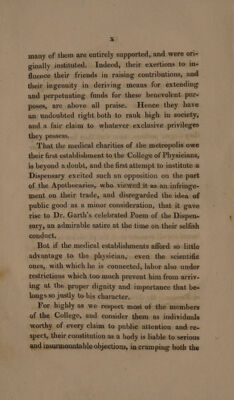 x
many of them are entirely supported, and were ori-
ginally instituted. Indeed, their exertions to in-
fluence their friends in raising contributions, and
their ingenuity in deriving means for extending
and perpetuating funds for these benevolent pur-
poses, are above all praise. Hence they have
an undoubted right both to rank high in society,
and a fair claim to whatever exclusive privileges
they possess.
That the medical charities of the metropolis owe
their first establishment to the College of Physicians,
is beyond a doubt, and the first attempt to institute a
Dispensary excited such an opposition on the part
of the Apothecaries, who viewed it as an infringe-
ment on their trade, and disregarded the idea of
public good as a minor consideration, that it gave
rise to Dr. Garth's celebrated Poem of the Dispen-
sary, an admirable satire at the time on their selfish
conduct.
But if the medical establishments afford so little
advantage to the physician, even the scientific
ones, with which he is connected, labor also under
restrictions which too much prevent him from arriv-
ing at the proper dignity and importance that be-
longs so justly to his character.
For highly as we respect most of the members
of the College, and consider them as individuals
worthy of every claim to public attention and re-
spect, their constitution as a body is liable to serious
and insurmountable objections, in cramping both the